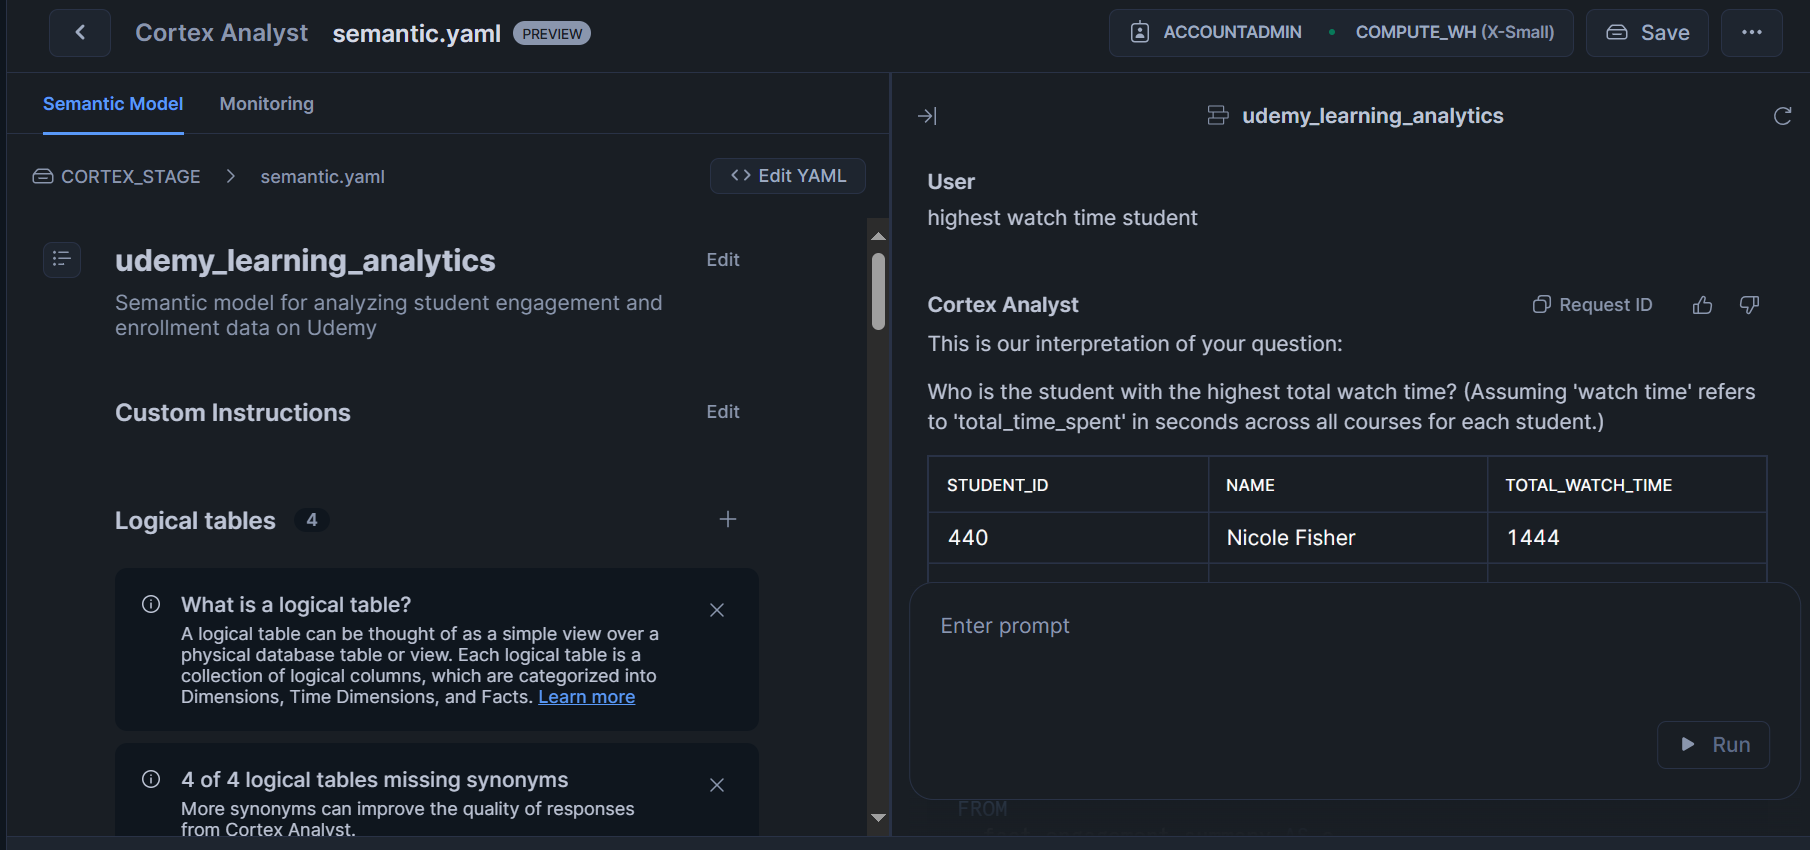 Cortex Analyst semantic.yaml PREVIEW
ACCOUNTADMIN • COMPUTE_WH (X-Small)
Save
Semantic Model
Monitoring
CORTEX_STAGE > semantic.yaml
<> Edit YAML
udemy_learning_analytics
Edit
Semantic model for analyzing student engagement and
enrollment data on Udemy
Custom Instructions
Edit
Logical tables 4
What is a logical table?
A logical table can be thought of as a simple view over a
physical database table or view. Each logical table is a
collection of logical columns, which are categorized into
Dimensions, Time Dimensions, and Facts. Learn more
4 of 4 logical tables missing synonyms
More synonyms can improve the quality of responses
from Cortex Analyst.
udemy_learning_analytics
User
highest watch time student
Cortex Analyst
Request ID
This is our interpretation of your question:
Who is the student with the highest total watch time? (Assuming 'watch time' refers
to 'total_time_spent' in seconds across all courses for each student.)
STUDENT_ID NAME TOTAL_WATCH_TIME
440 Nicole Fisher 1444
Enter prompt
Run
FROM